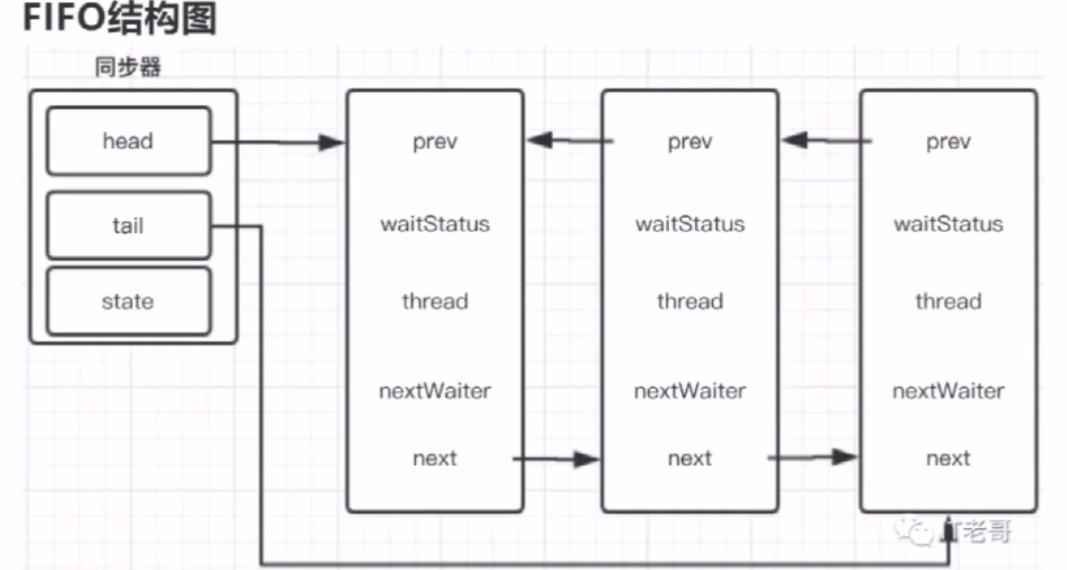 FIFO结构图
同步器
head
tail
state
prev
waitStatus
thread
nextWaiter
next
prev
waitStatus
thread
nextWaiter
next
prev
waitStatus
thread
nextWaiter
next
老哥